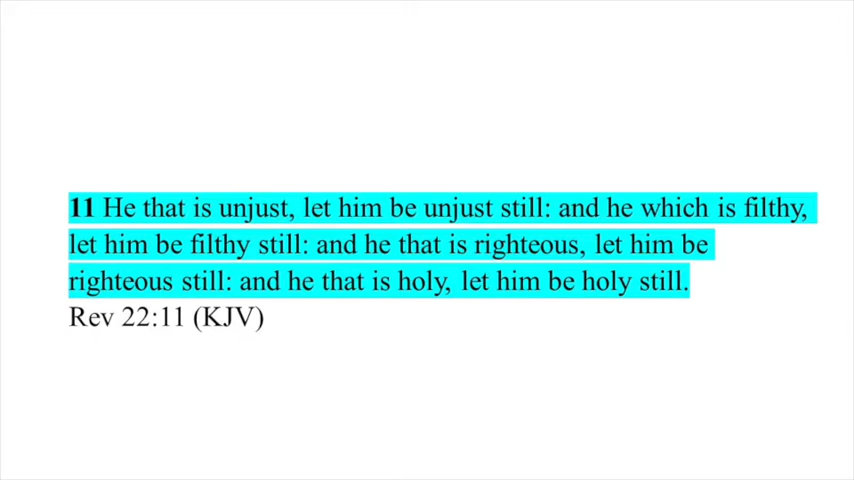 11 He that is unjust, let him be unjust still: and he which is filthy,
let him be filthy still: and he that is righteous, let him be
righteous still: and he that is holy, let him be holy still.
Rev 22:11 (KJV)